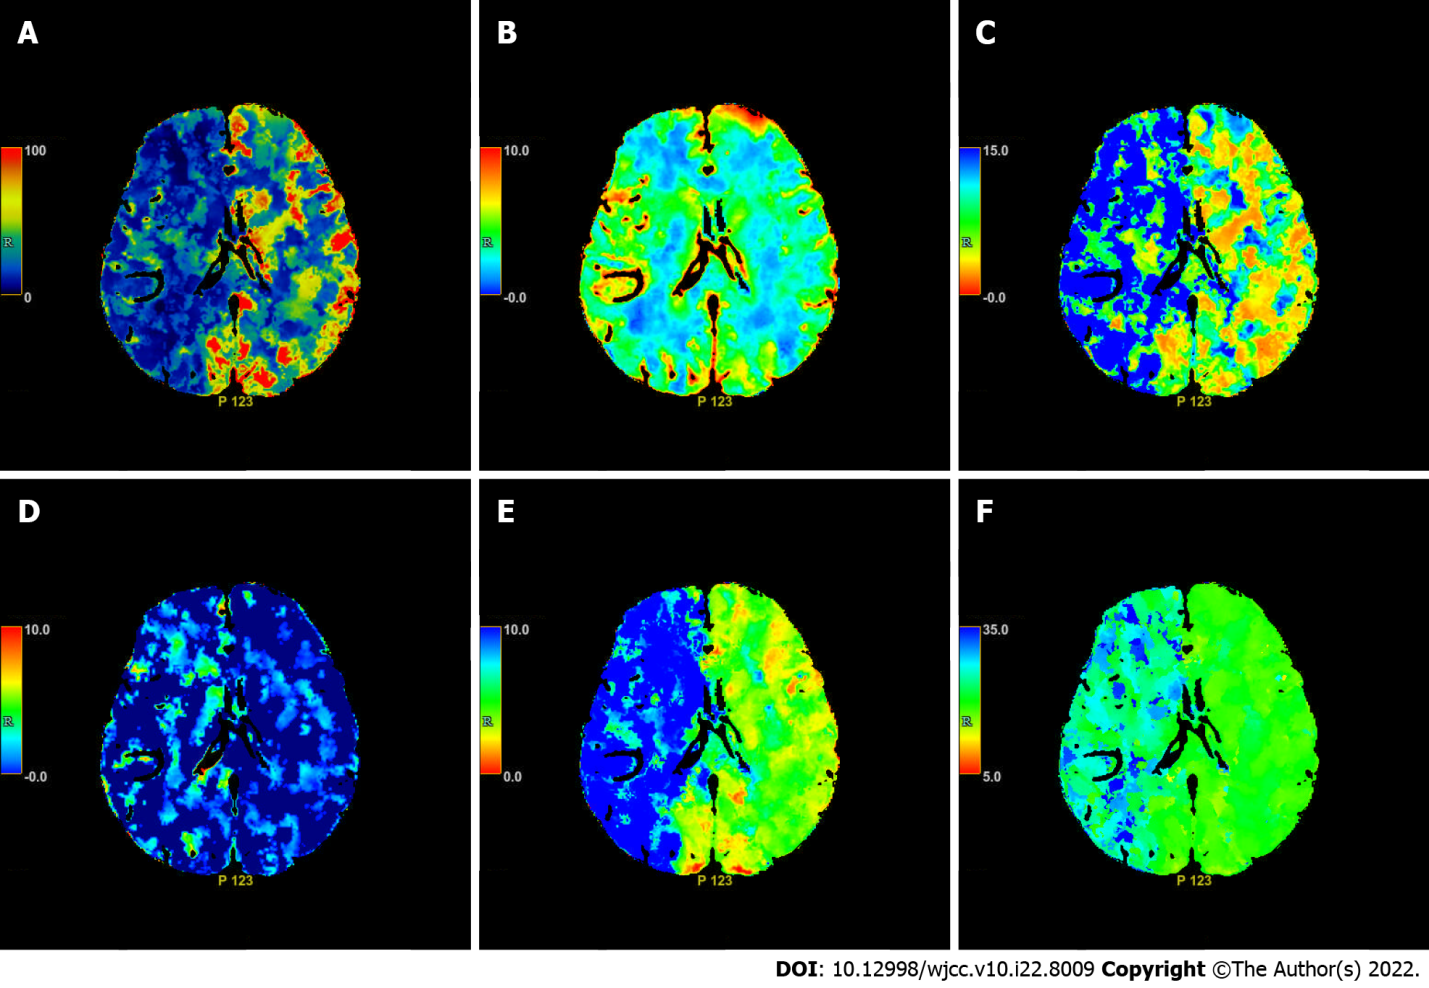 A
B
C
100
R
0
P 123
10.0
R
-0.0
P 123
15.0
R
-0.0
P 123
D
E
F
10.0
R
-0.0
P 123
10.0
R
0.0
P 123
35.0
R
5.0
P 123
DOI: 10.12998/wjcc.v10.i22.8009 Copyright ©The Author(s) 2022.